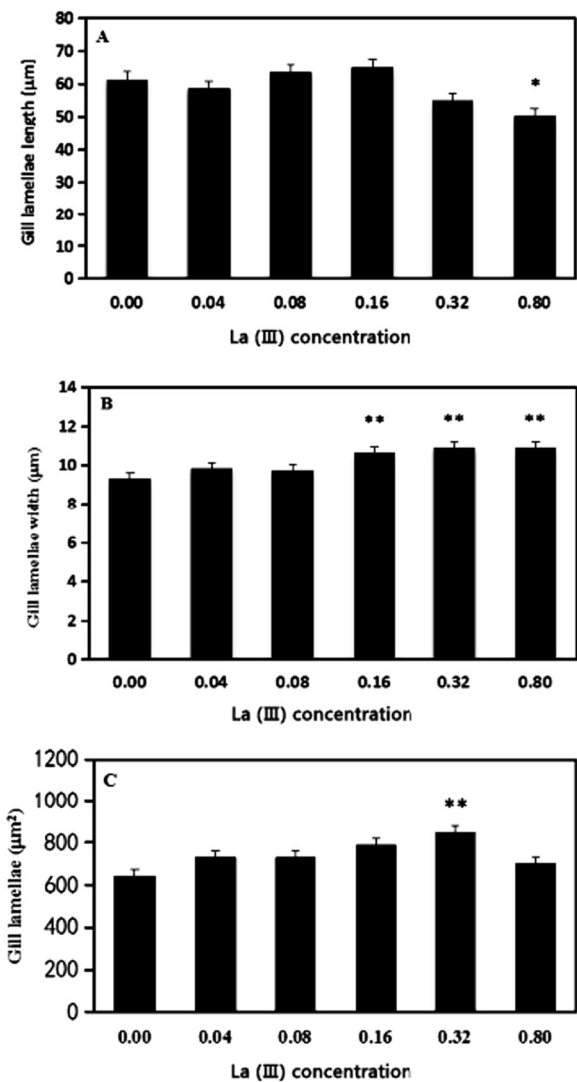 A
80
70
60
50
40
30
20
10
0
Gill lamellae length (µm)
*
0.00 0.04 0.08 0.16 0.32 0.80
La (Ⅲ) concentration
B
14
12
10
8
6
4
2
0
Gill lamellae width (µm)
** ** **
0.00 0.04 0.08 0.16 0.32 0.80
La (Ⅲ) concentration
C
1200
1000
800
600
400
200
0
Gill lamellae (µm²)
**
0.00 0.04 0.08 0.16 0.32 0.80
La (Ⅲ) concentration